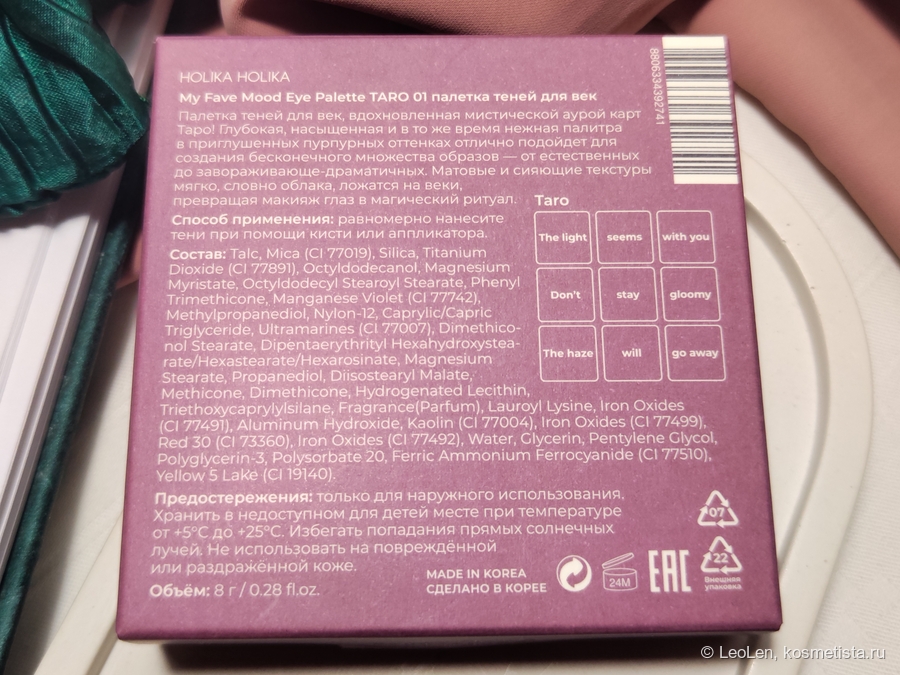 HOLIKA HOLIKA
8806334392741
My Fave Mood Eye Palette TARO 01 палетка теней для век
Палетка теней для век, вдохновленная мистической аурой карт
Таро! Глубокая, насыщенная и в то же время нежная палитра
в приглушенных пурпурных оттенках отлично подойдет для
создания бесконечного множества образов — от естественных
до завораживающе-драматичных. Матовые и сияющие текстуры
мягко, словно облака, ложатся на веки,
превращая макияж глаз в магический ритуал.
Способ применения: равномерно нанесите
тени при помощи кисти или аппликатора.
Состав: Talc, Mica (CI 77019), Silica, Titanium
Dioxide (CI 77891), Octyldodecanol, Magnesium
Myristate, Octyldodecyl Stearoyl Stearate, Phenyl
Trimethicone, Manganese Violet (CI 77742),
Methylpropanediol, Nylon-12, Caprylic/Capric
Triglyceride, Ultramarines (CI 77007), Dimethico-
nol Stearate, Dipentaerythrityl Hexahydroxystea-
rate/Hexastearate/Hexarosinate, Magnesium
Stearate, Propanediol, Diisostearyl Malate,
Methicone, Dimethicone, Hydrogenated Lecithin,
Triethoxycaprylylsilane, Fragrance(Parfum), Lauroyl Lysine, Iron Oxides
(CI 77491), Aluminum Hydroxide, Kaolin (CI 77004), Iron Oxides (CI 77499),
Red 30 (CI 73360), Iron Oxides (CI 77492), Water, Glycerin, Pentylene Glycol,
Polyglycerin-3, Polysorbate 20, Ferric Ammonium Ferrocyanide (CI 77510),
Yellow 5 Lake (CI 19140).
Taro
The light seems with you
Don't stay gloomy
The haze will go away
Предостережения: только для наружного использования.
Хранить в недоступном для детей месте при температуре
от +5°C до +25°C. Избегать попадания прямых солнечных
лучей. Не использовать на повреждённой
или раздражённой коже.
Объём: 8 г / 0.28 fl.oz.
MADE IN KOREA
СДЕЛАНО В КОРЕЕ
24M
EAC
07
22
Внешняя
упаковка
© LeoLen, kosmetista.ru